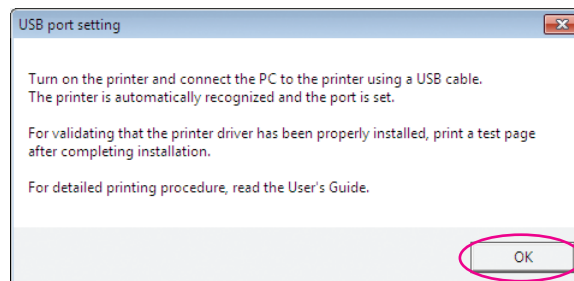 USB port setting
Turn on the printer and connect the PC to the printer using a USB cable.
The printer is automatically recognized and the port is set.
For validating that the printer driver has been properly installed, print a test page
after completing installation.
For detailed printing procedure, read the User's Guide.
OK